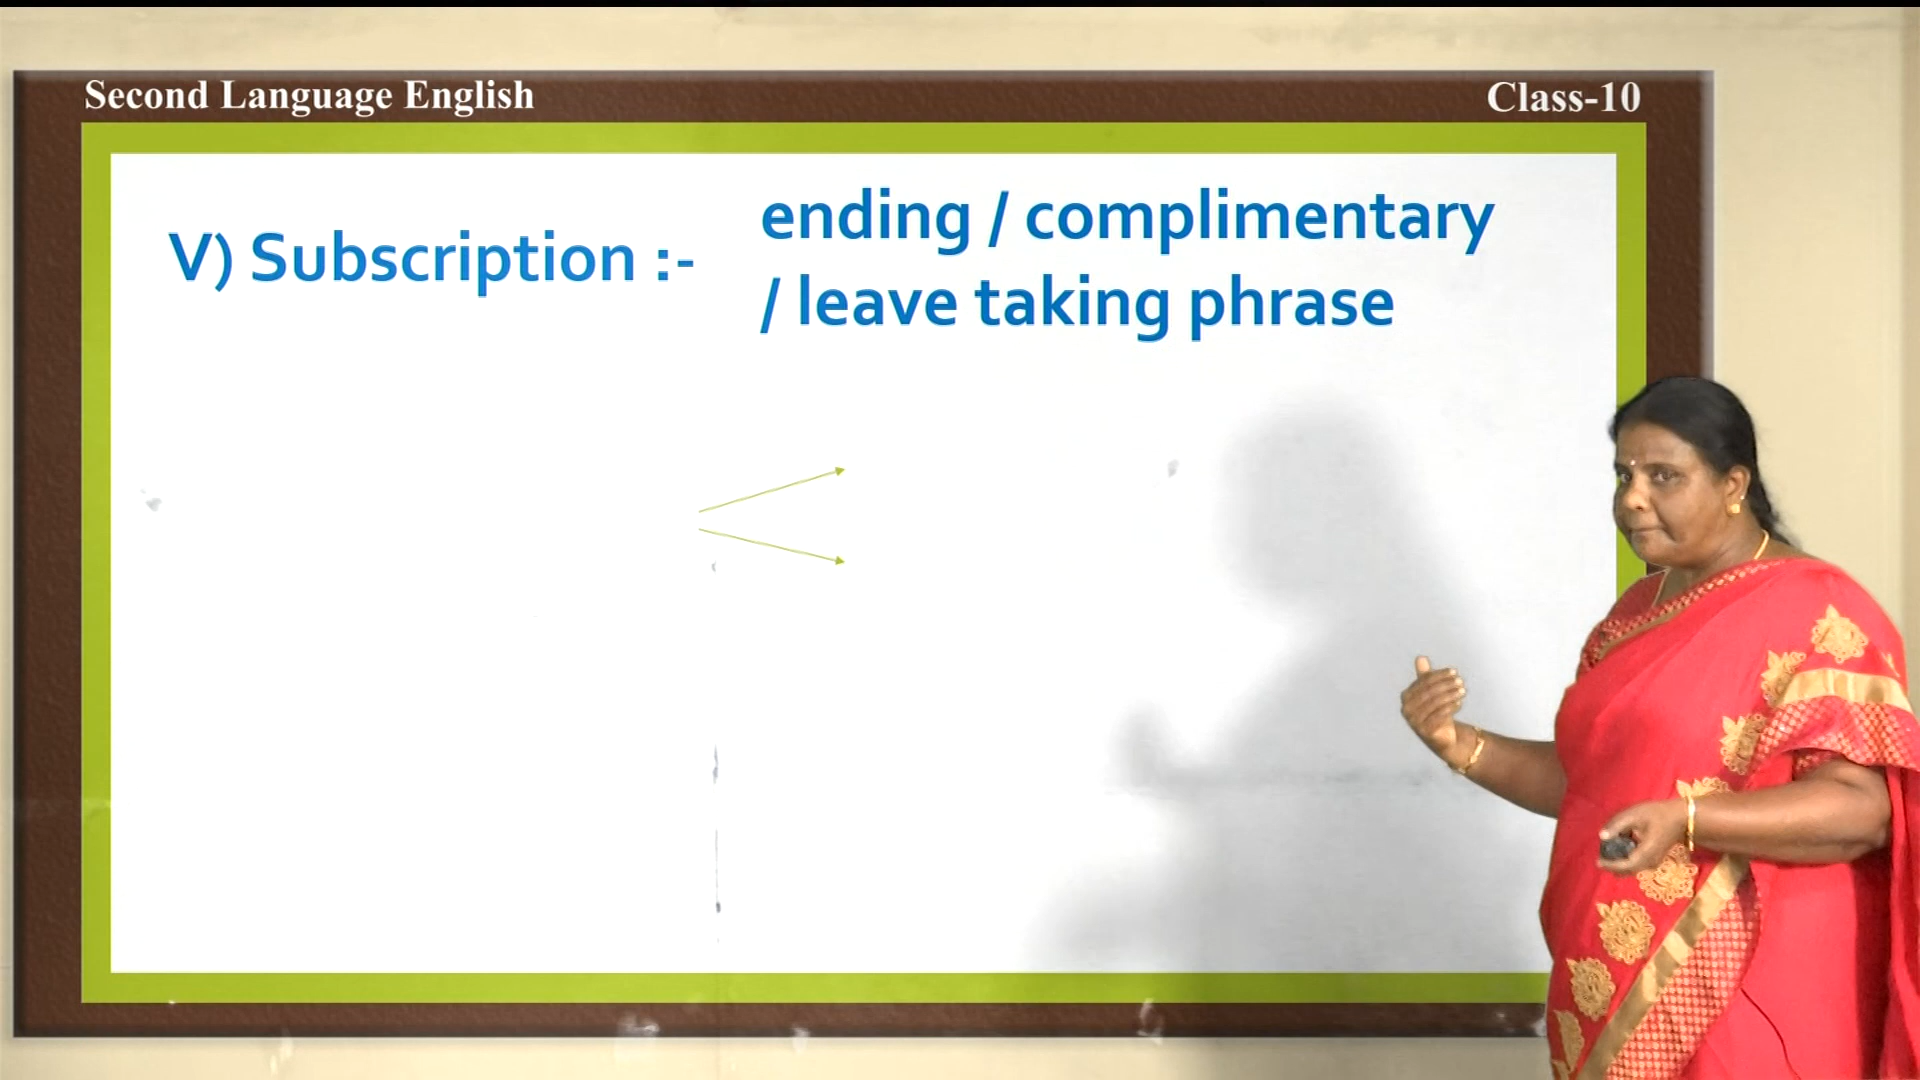 Second Language English
Class-10
V) Subscription :-
ending / complimentary
/ leave taking phrase